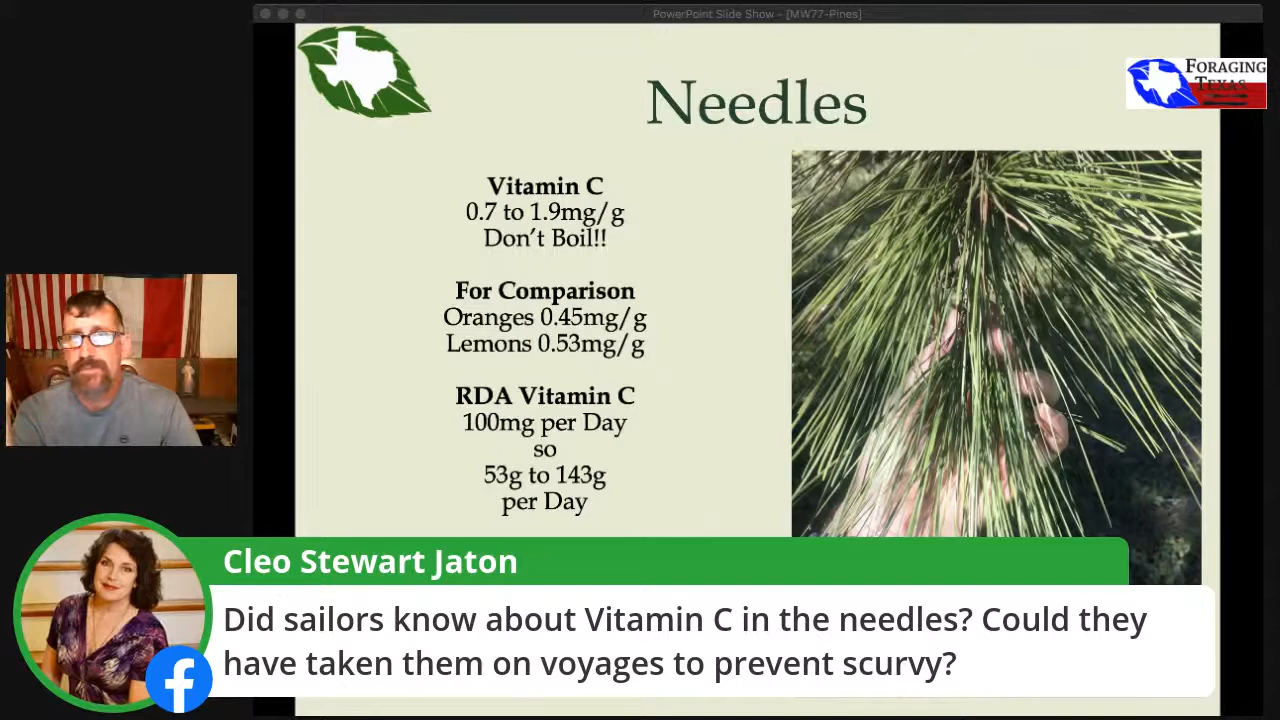 PowerPoint Slide Show - [MW77-Pines]
FORAGING
TEXAS
Needles
Vitamin C
0.7 to 1.9mg/g
Don't Boil!!
For Comparison
Oranges 0.45mg/g
Lemons 0.53mg/g
RDA Vitamin C
100mg per Day
so
53g to 143g
per Day
Cleo Stewart Jaton
Did sailors know about Vitamin C in the needles? Could they
have taken them on voyages to prevent scurvy?